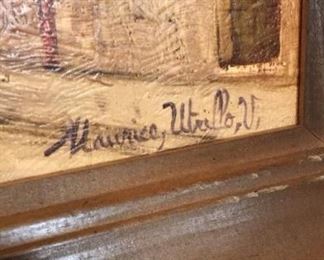 Maurice, Utrillo, V,